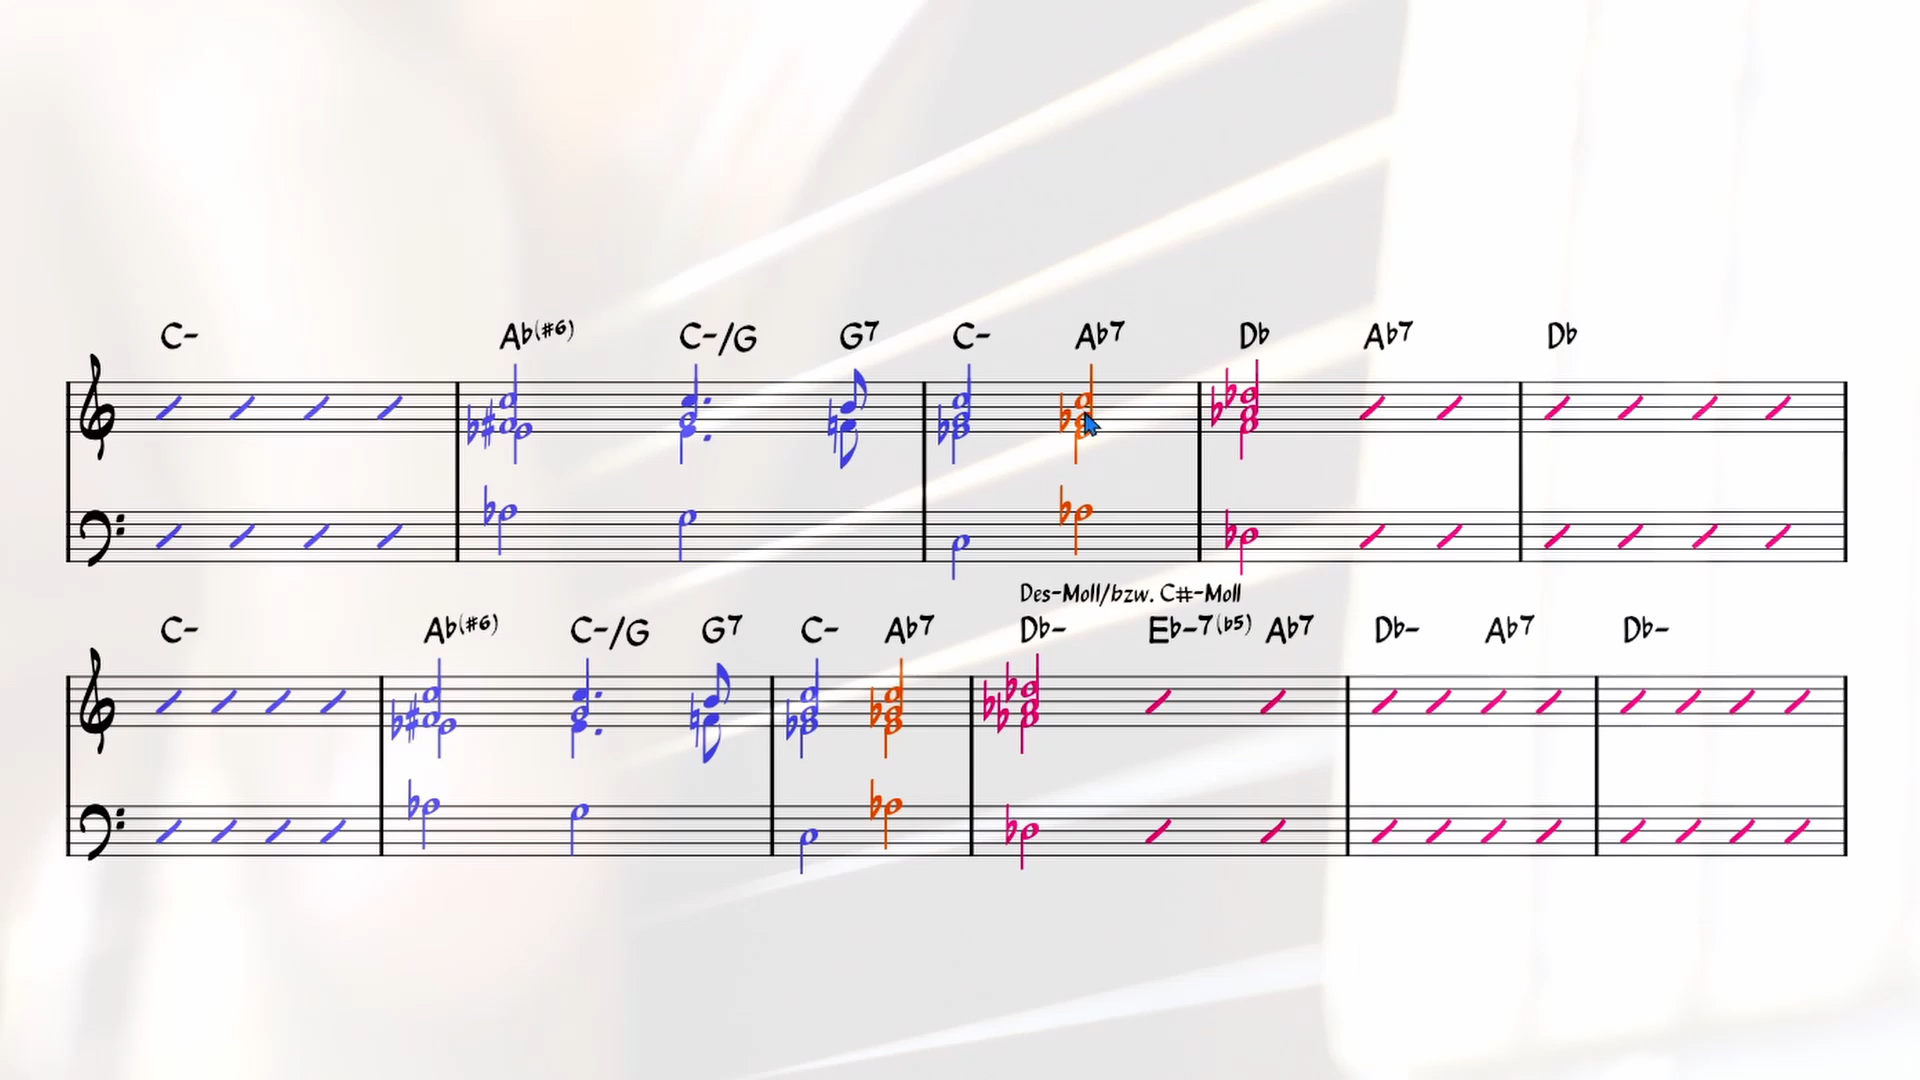 C- Ab(#6) C-/G G7 C- Ab7 Db Ab7 Db
Des-Moll/bzw. C#-Moll
C- Ab(#6) C-/G G7 C- Ab7 Db- Eb-7(b5) Ab7 Db- Ab7 Db-